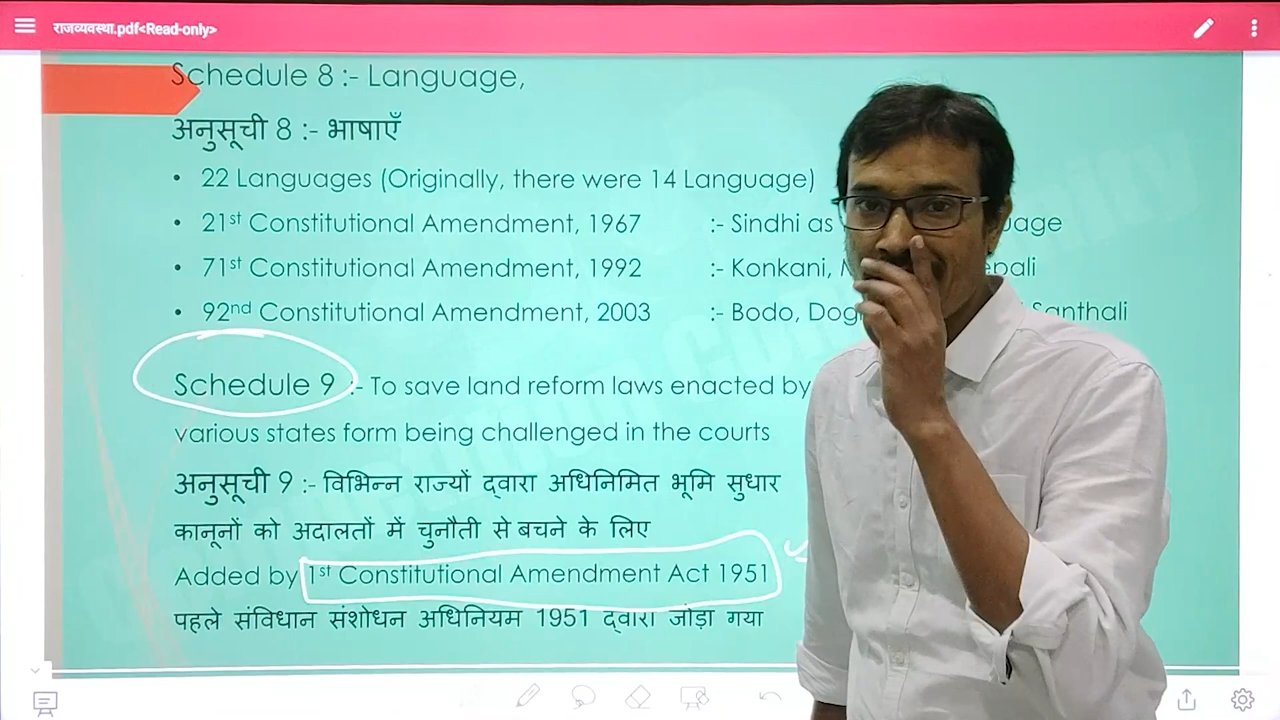 राजव्यवस्था.pdf<Read-only>
Schedule 8 :- Language,
अनुसूची 8 :- भाषाएँ
• 22 Languages (Originally, there were 14 Language)
• 21st Constitutional Amendment, 1967 :- Sindhi as
• 71st Constitutional Amendment, 1992 :- Konkani,
• 92nd Constitutional Amendment, 2003 :- Bodo, Santhali
Schedule 9 :- To save land reform laws enacted by
various states form being challenged in the courts
अनुसूची 9 :- विभिन्न राज्यों द्वारा अधिनिमित भूमि सुधार
कानूनों को अदालतों में चुनौती से बचने के लिए
Added by 1st Constitutional Amendment Act 1951
पहले संविधान संशोधन अधिनियम 1951 द्वारा जोड़ा गया